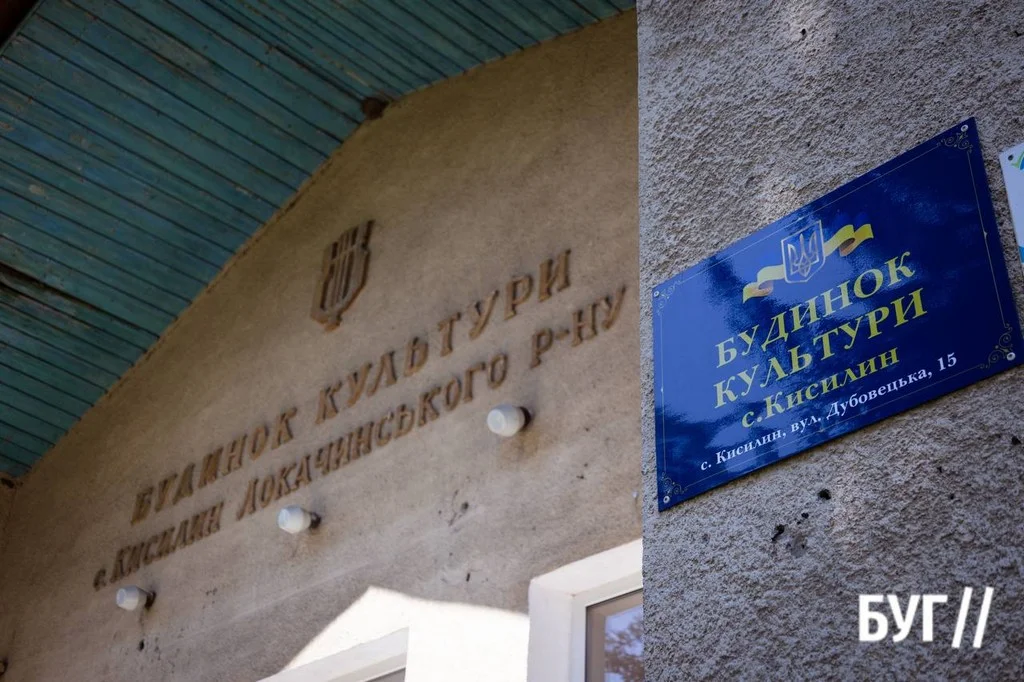 БУДИНОК КУЛЬТУРИ
с. Кисилин Локачинського р-ну
БУДИНОК
КУЛЬТУРИ
с.Кисилин
с. Кисилин, вул. Дубовецька, 15
БУГ//